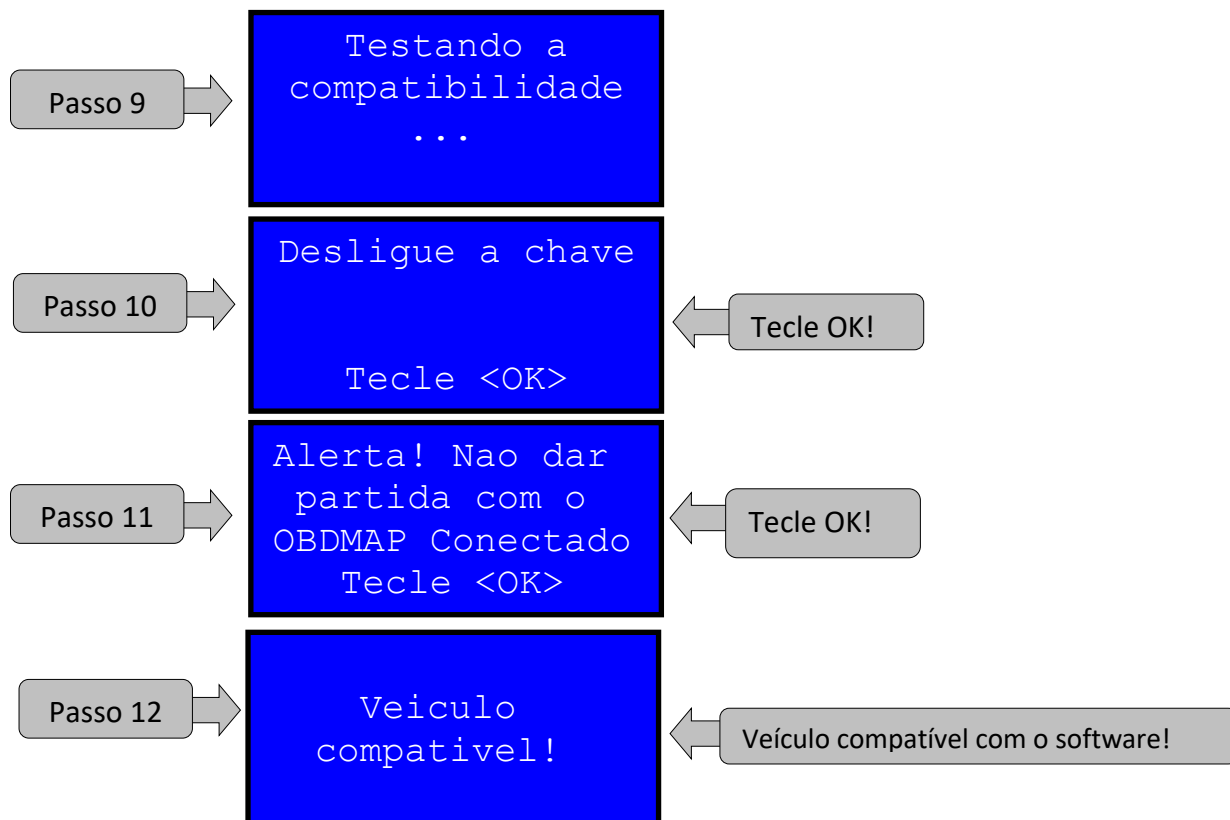 Passo 9
Testando a
compatibilidade
...
Passo 10
Desligue a chave
Tecle <OK>
Tecle OK!
Passo 11
Alerta! Nao dar
partida com o
OBDMAP Conectado
Tecle <OK>
Tecle OK!
Passo 12
Veiculo
compativel!
Veículo compatível com o software!